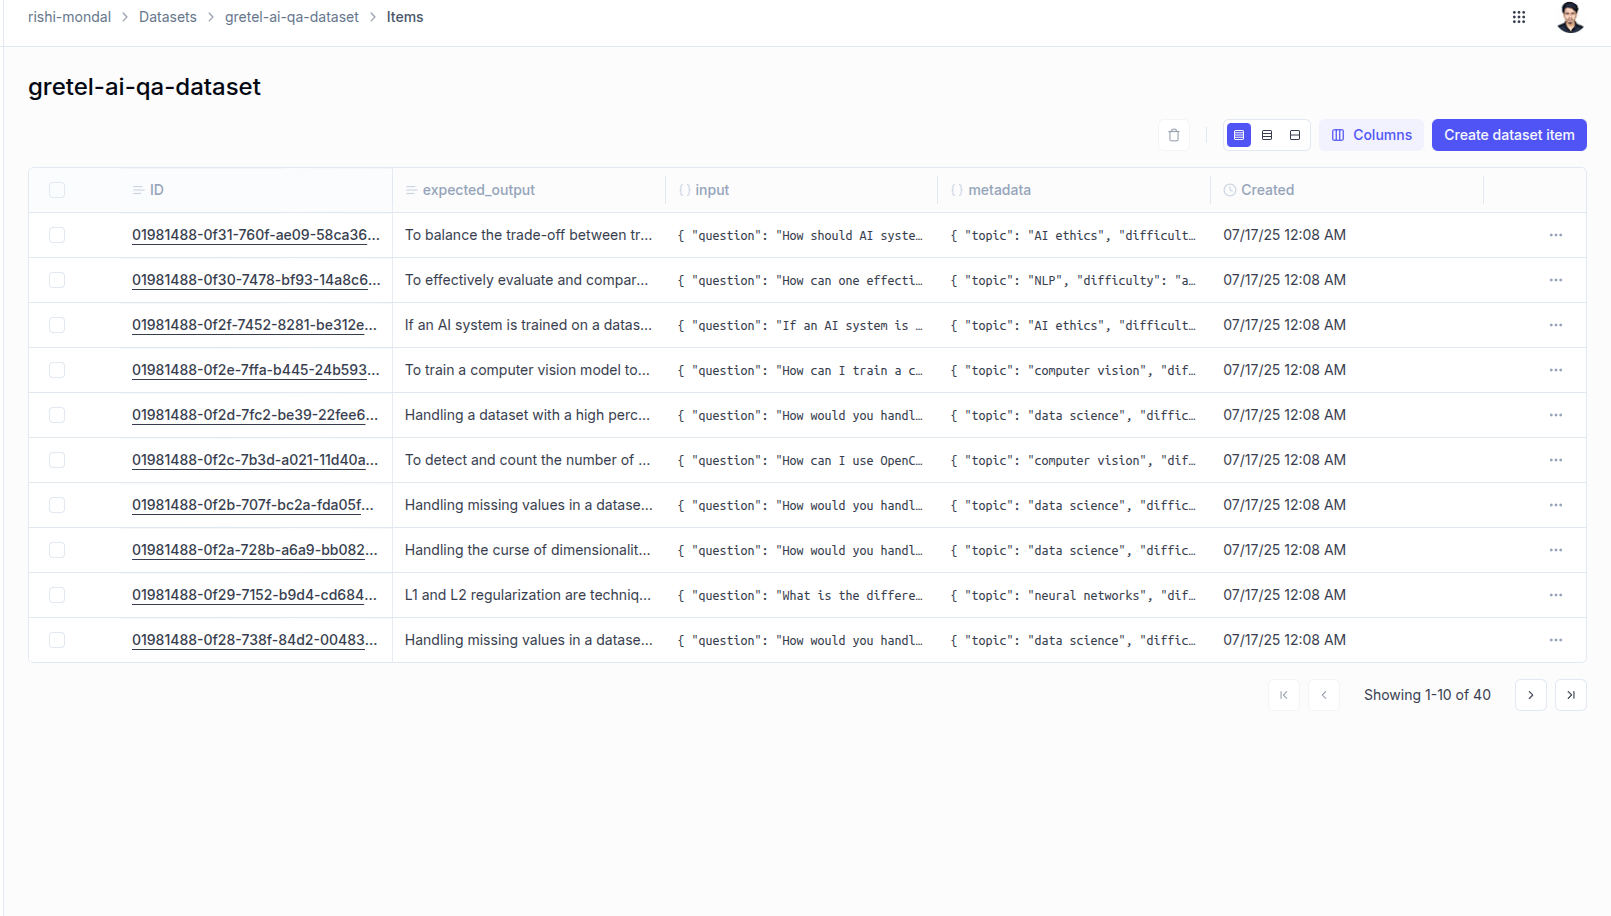 rishi-mondal > Datasets > gretel-ai-qa-dataset > Items
gretel-ai-qa-dataset
Columns Create dataset item
ID expected_output { } input { } metadata Created
01981488-0f31-760f-ae09-58ca36... To balance the trade-off between tr... { "question": "How should AI syste… { "topic": "AI ethics", "difficult… 07/17/25 12:08 AM
01981488-0f30-7478-bf93-14a8c6... To effectively evaluate and compar... { "question": "How can one effecti… { "topic": "NLP", "difficulty": "a… 07/17/25 12:08 AM
01981488-0f2f-7452-8281-be312e... If an AI system is trained on a datas... { "question": "If an AI system is … { "topic": "AI ethics", "difficult… 07/17/25 12:08 AM
01981488-0f2e-7ffa-b445-24b593... To train a computer vision model to... { "question": "How can I train a c… { "topic": "computer vision", "dif… 07/17/25 12:08 AM
01981488-0f2d-7fc2-be39-22fee6... Handling a dataset with a high perc... { "question": "How would you handl… { "topic": "data science", "diffic… 07/17/25 12:08 AM
01981488-0f2c-7b3d-a021-11d40a... To detect and count the number of ... { "question": "How can I use OpenC… { "topic": "computer vision", "dif… 07/17/25 12:08 AM
01981488-0f2b-707f-bc2a-fda05f... Handling missing values in a datase... { "question": "How would you handl… { "topic": "data science", "diffic… 07/17/25 12:08 AM
01981488-0f2a-728b-a6a9-bb082... Handling the curse of dimensionalit... { "question": "How would you handl… { "topic": "data science", "diffic… 07/17/25 12:08 AM
01981488-0f29-7152-b9d4-cd684... L1 and L2 regularization are techniq... { "question": "What is the differe… { "topic": "neural networks", "dif… 07/17/25 12:08 AM
01981488-0f28-738f-84d2-00483... Handling missing values in a datase... { "question": "How would you handl… { "topic": "data science", "diffic… 07/17/25 12:08 AM
Showing 1-10 of 40